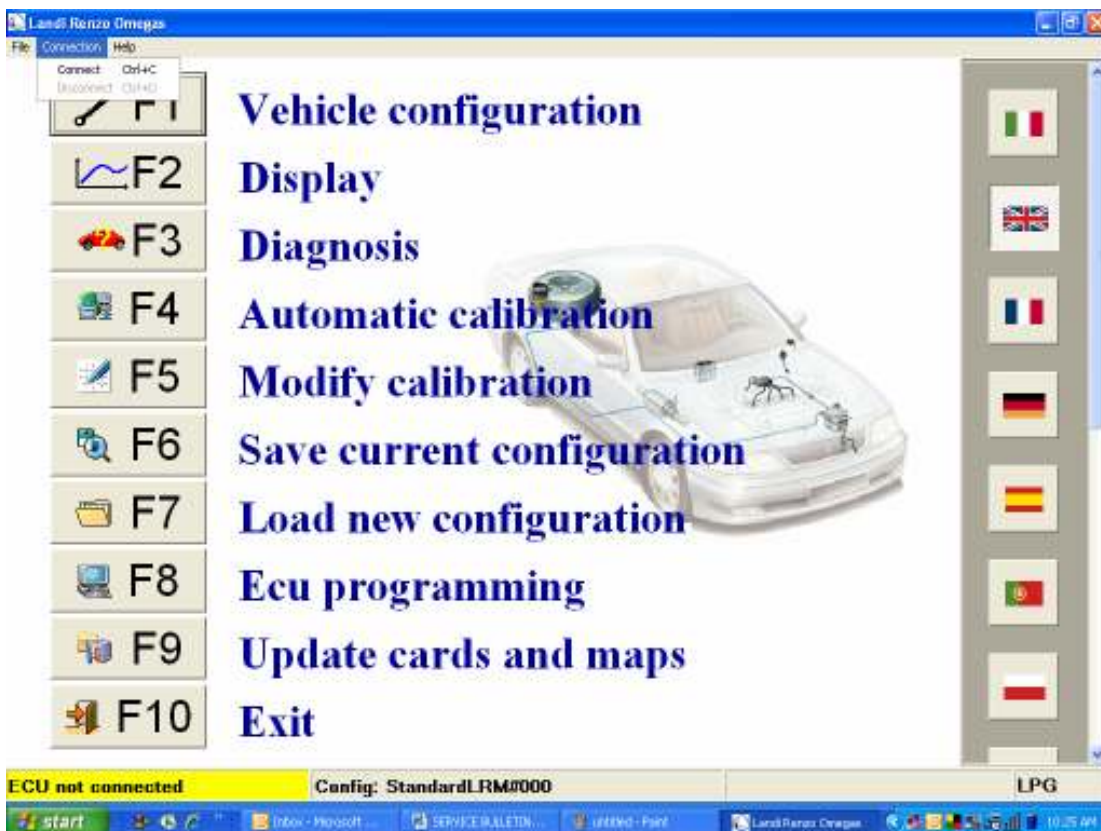 Landi Renzo Omegas
File Connection Help
Connect Ctrl+C
Disconnect Ctrl+D
F1 Vehicle configuration
F2 Display
F3 Diagnosis
F4 Automatic calibration
F5 Modify calibration
F6 Save current configuration
F7 Load new configuration
F8 Ecu programming
F9 Update cards and maps
F10 Exit
ECU not connected Config: StandardLRM#000 LPG
start Inbox - Microsoft ... SERVICE BULLETIN... untitled - Paint Landi Renzo Omegas 10:25 AM